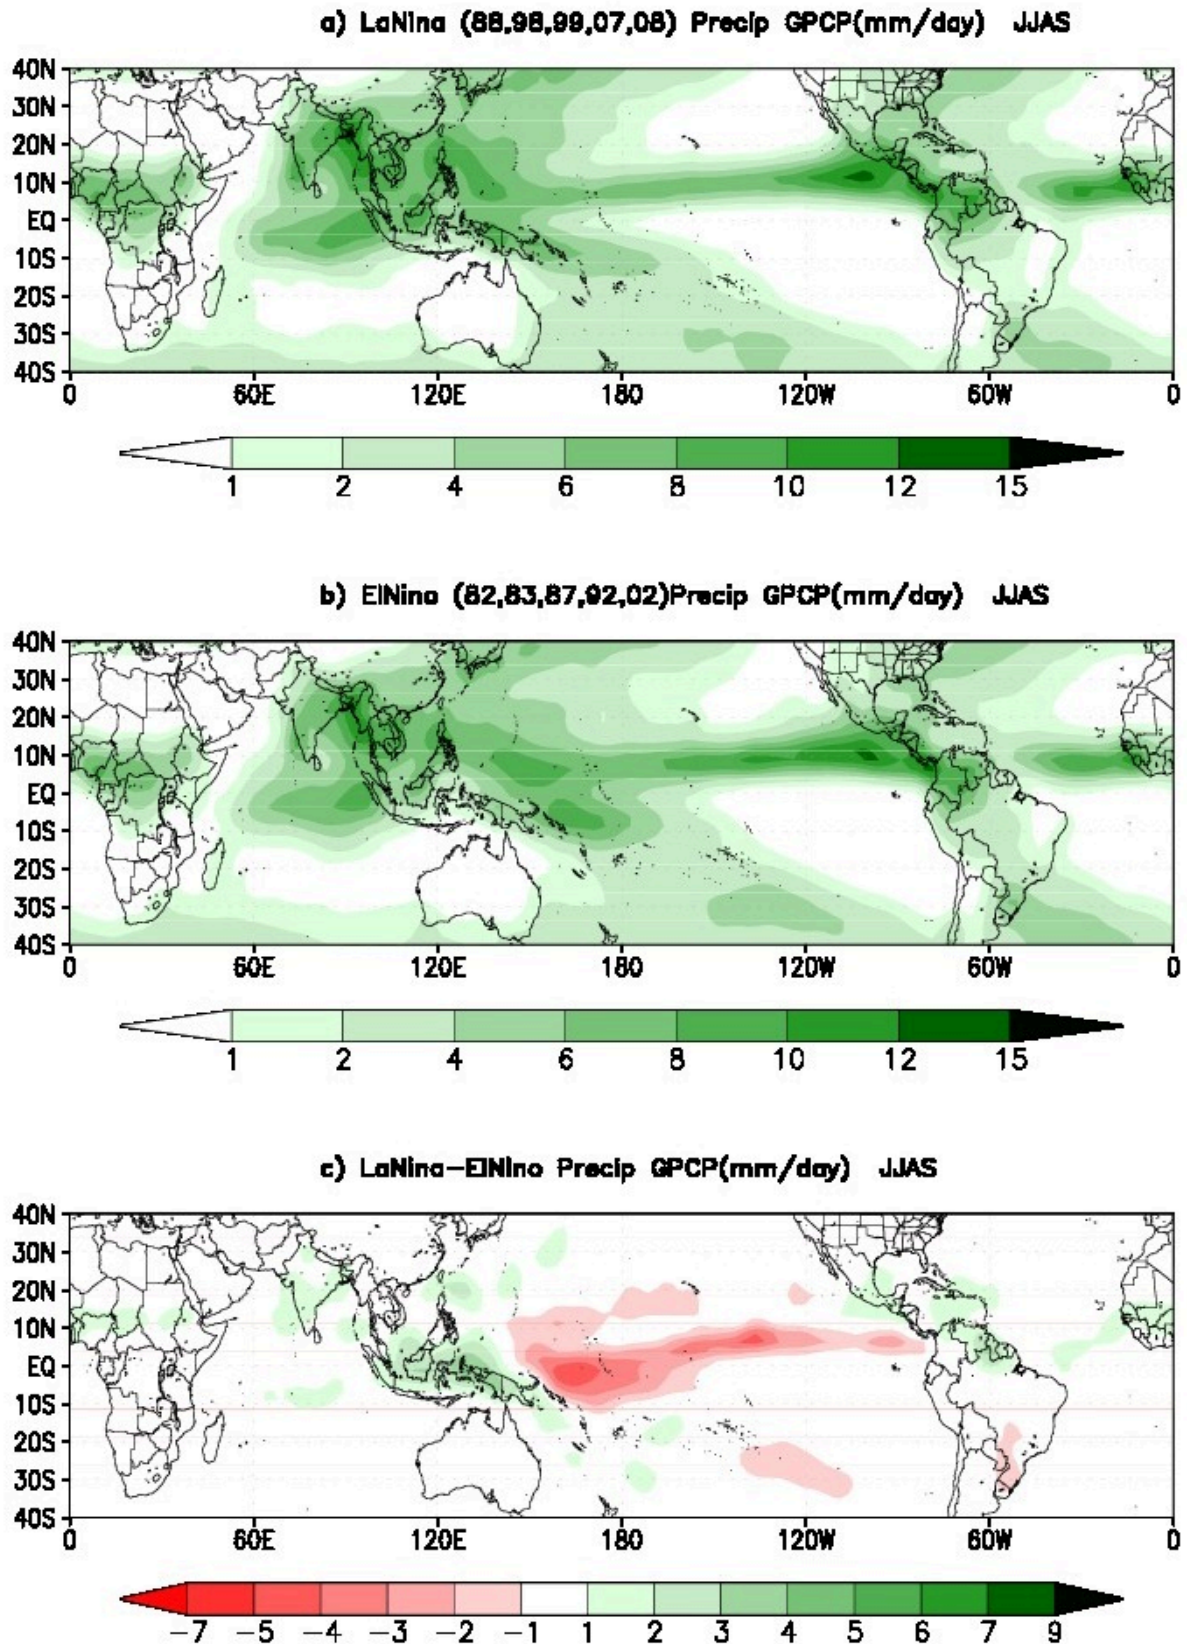 a) LaNina (88,98,99,07,08) Precip GPCP(mm/day) JJAS
40N
30N
20N
10N
EQ
10S
20S
30S
40S
0 60E 120E 180 120W 60W 0
1 2 4 6 8 10 12 15
b) ElNino (82,83,87,92,02)Precip GPCP(mm/day) JJAS
40N
30N
20N
10N
EQ
10S
20S
30S
40S
0 60E 120E 180 120W 60W 0
1 2 4 6 8 10 12 15
c) LaNina-ElNino Precip GPCP(mm/day) JJAS
40N
30N
20N
10N
EQ
10S
20S
30S
40S
0 60E 120E 180 120W 60W 0
-7 -5 -4 -3 -2 -1 1 2 3 4 5 6 7 9